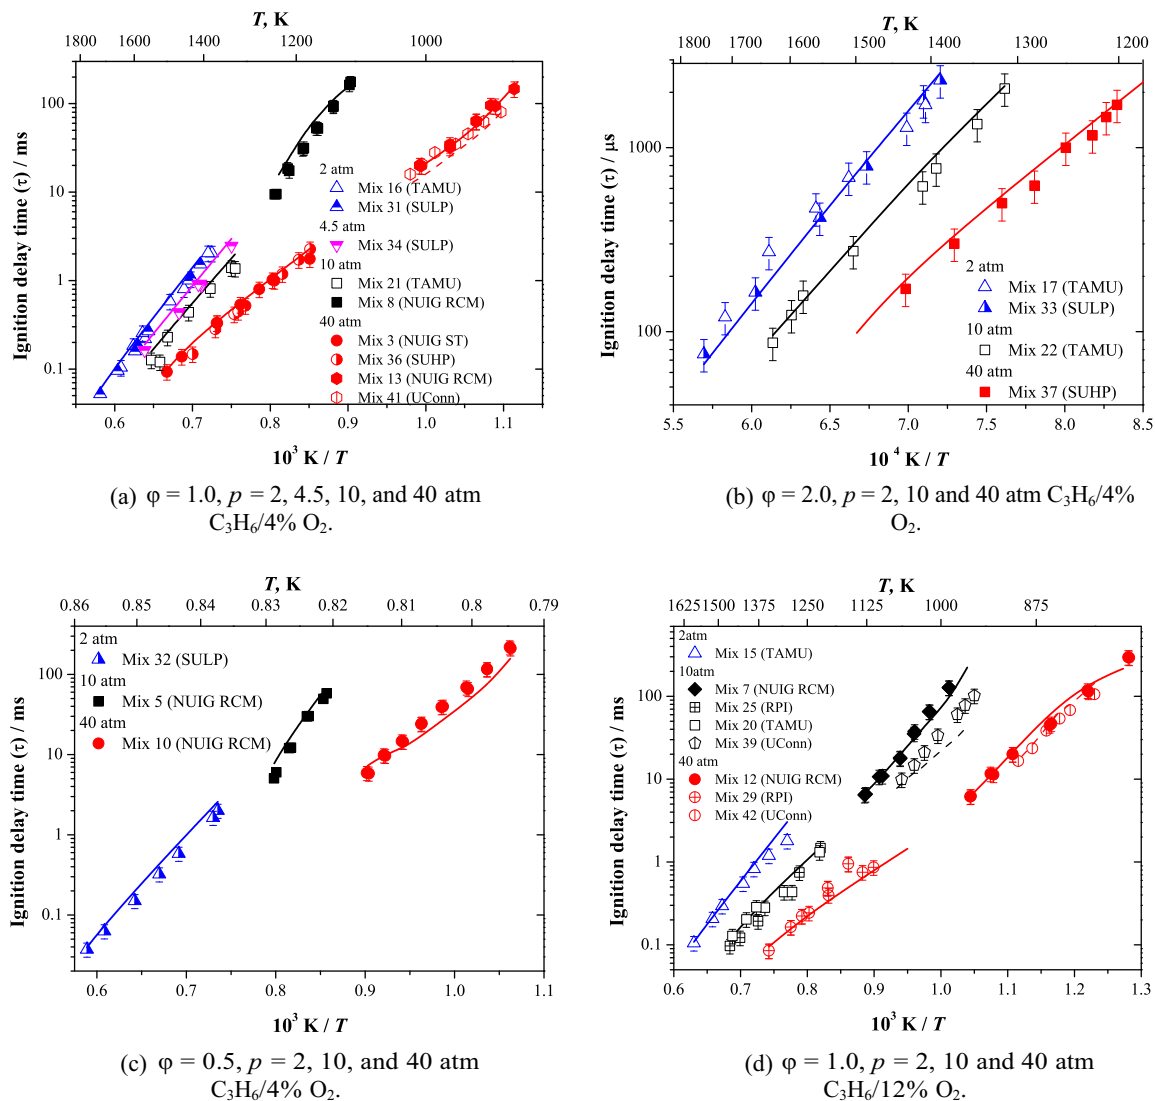 T, K
1800 1600 1400 1200 1000
Ignition delay time (τ) / ms
100
10
1
0.1
2 atm
Mix 16 (TAMU)
Mix 31 (SULP)
4.5 atm
Mix 34 (SULP)
10 atm
Mix 21 (TAMU)
Mix 8 (NUIG RCM)
40 atm
Mix 3 (NUIG ST)
Mix 36 (SUHP)
Mix 13 (NUIG RCM)
Mix 41 (UConn)
0.6 0.7 0.8 0.9 1.0 1.1
10³ K / T
(a) φ = 1.0, p = 2, 4.5, 10, and 40 atm
C₃H₆/4% O₂.
T, K
1800 1700 1600 1500 1400 1300 1200
Ignition delay time (τ) / μs
1000
100
2 atm
Mix 17 (TAMU)
Mix 33 (SULP)
10 atm
Mix 22 (TAMU)
40 atm
Mix 37 (SUHP)
5.5 6.0 6.5 7.0 7.5 8.0 8.5
10⁴ K / T
(b) φ = 2.0, p = 2, 10 and 40 atm C₃H₆/4%
O₂.
T, K
0.86 0.85 0.84 0.83 0.82 0.81 0.8 0.79
Ignition delay time (τ) / ms
100
10
1
0.1
2 atm
Mix 32 (SULP)
10 atm
Mix 5 (NUIG RCM)
40 atm
Mix 10 (NUIG RCM)
0.6 0.7 0.8 0.9 1.0 1.1
10³ K / T
(c) φ = 0.5, p = 2, 10, and 40 atm
C₃H₆/4% O₂.
T, K
1625 1500 1375 1250 1125 1000 875
Ignition delay time (τ) / ms
100
10
1
0.1
2atm
Mix 15 (TAMU)
10atm
Mix 7 (NUIG RCM)
Mix 25 (RPI)
Mix 20 (TAMU)
Mix 39 (UConn)
40 atm
Mix 12 (NUIG RCM)
Mix 29 (RPI)
Mix 42 (UConn)
0.6 0.7 0.8 0.9 1.0 1.1 1.2 1.3
10³ K / T
(d) φ = 1.0, p = 2, 10 and 40 atm
C₃H₆/12% O₂.